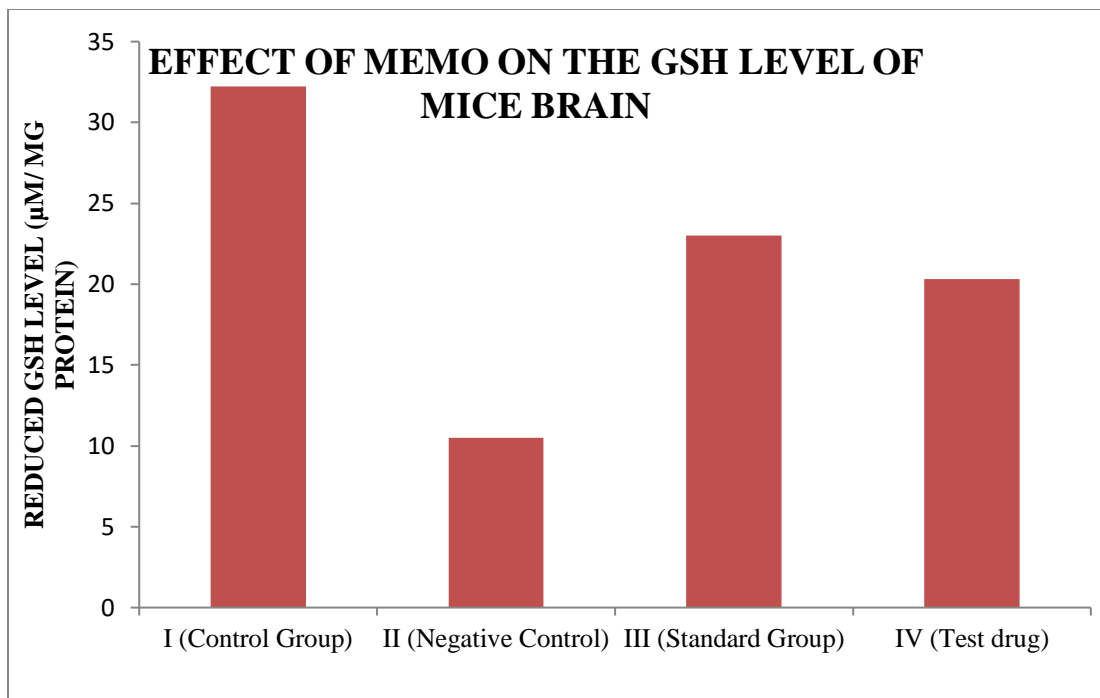 EFFECT OF MEMO ON THE GSH LEVEL OF
MICE BRAIN
REDUCED GSH LEVEL (µM/ MG
PROTEIN)
35
30
25
20
15
10
5
0
I (Control Group)
II (Negative Control)
III (Standard Group)
IV (Test drug)